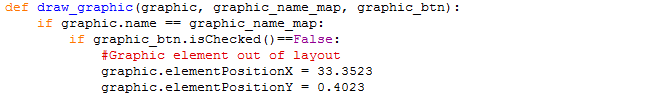 def draw_graphic(graphic, graphic_name_map, graphic_btn):
    if graphic.name == graphic_name_map:
        if graphic_btn.isChecked()==False:
            #Graphic element out of layout
            graphic.elementPositionX = 33.3523
            graphic.elementPositionY = 0.4023